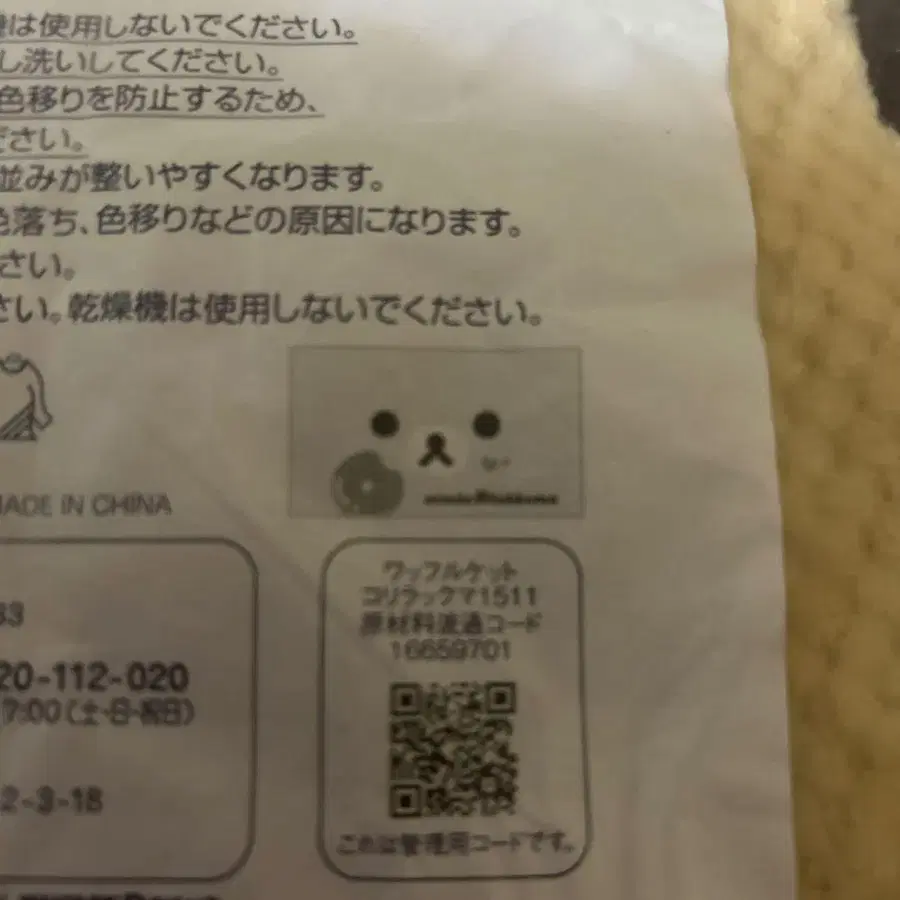 は使用しないでください。
し洗いしてください。
色移りを防止するため、
ださい。
並みが整いやすくなります。
色落ち、色移りなどの原因になります。
さい。
さい。乾燥機は使用しないでください。
MADE IN CHINA
33
20-112-020
7:00(土・日・祝日)
2-3-18
ワッフルケット
コリラックマ1511
原材料流通コード
16659701
これは管理用コードです。